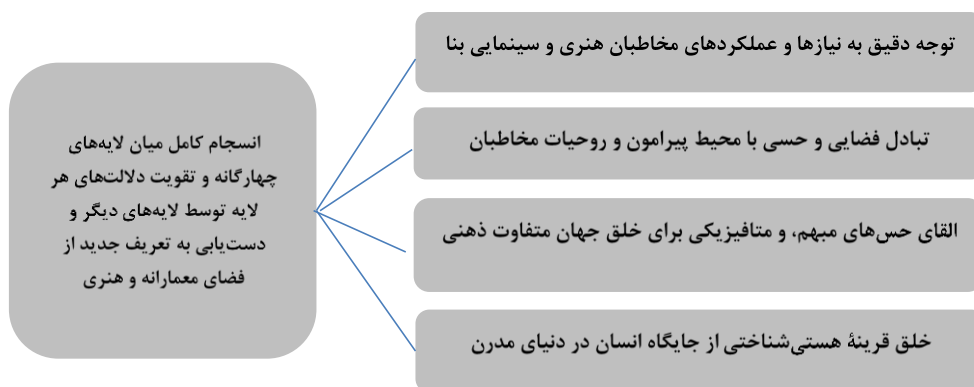 توجه دقیق به نیازها و عملکردهای مخاطبان هنری و سینمایی بنا
تبادل فضایی و حسی با محیط پیرامون و روحیات مخاطبان
القای حس‌های مبهم، و متافیزیکی برای خلق جهان متفاوت ذهنی
خلق قرینهٔ هستی‌شناختی از جایگاه انسان در دنیای مدرن
انسجام کامل میان لایه‌های
چهارگانه و تقویت دلالت‌های هر
لایه توسط لایه‌های دیگر و
دست‌یابی به تعریف جدید از
فضای معمارانه و هنری